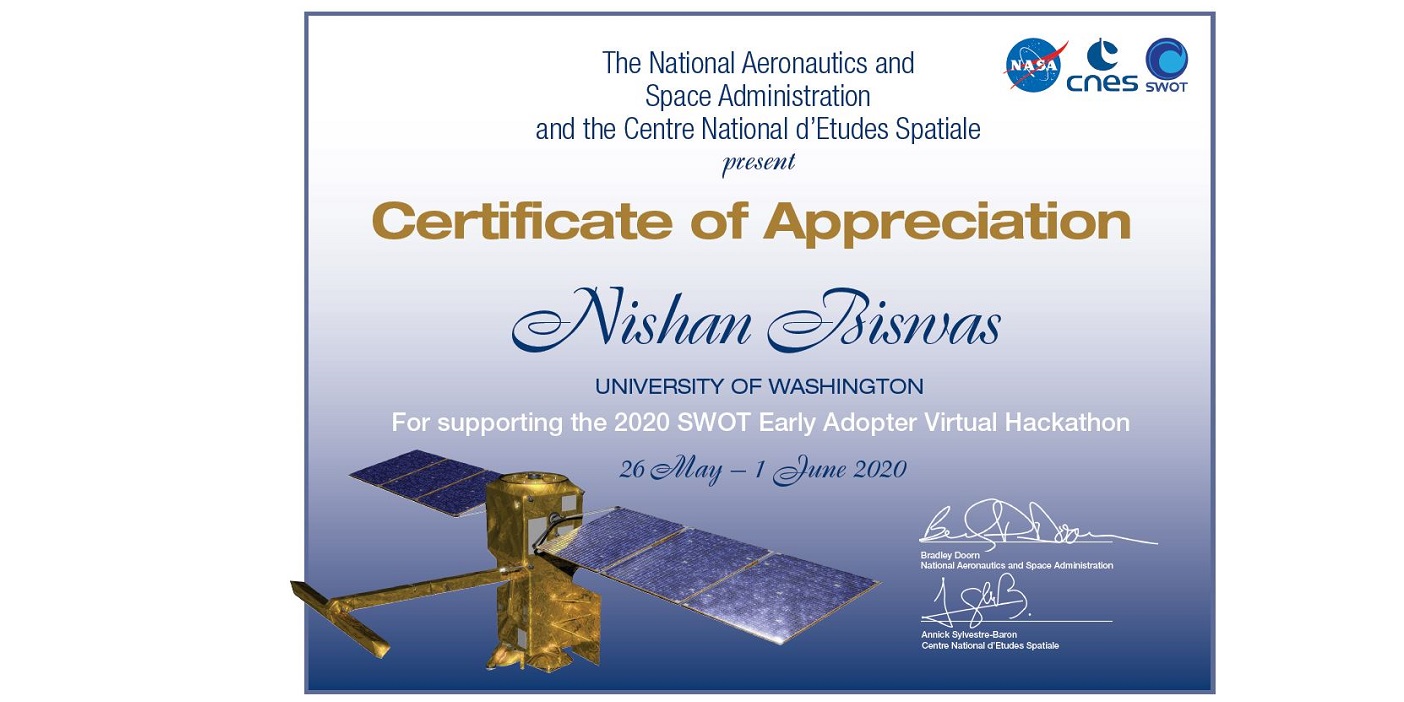 The National Aeronautics and
Space Administration
and the Centre National d'Etudes Spatiale
present
NASA
cnes
SWOT
Certificate of Appreciation
Nishan Biswas
UNIVERSITY OF WASHINGTON
For supporting the 2020 SWOT Early Adopter Virtual Hackathon
26 May – 1 June 2020
Bradley Doorn
National Aeronautics and Space Administration
Annick Sylvestre-Baron
Centre National d'Etudes Spatiale